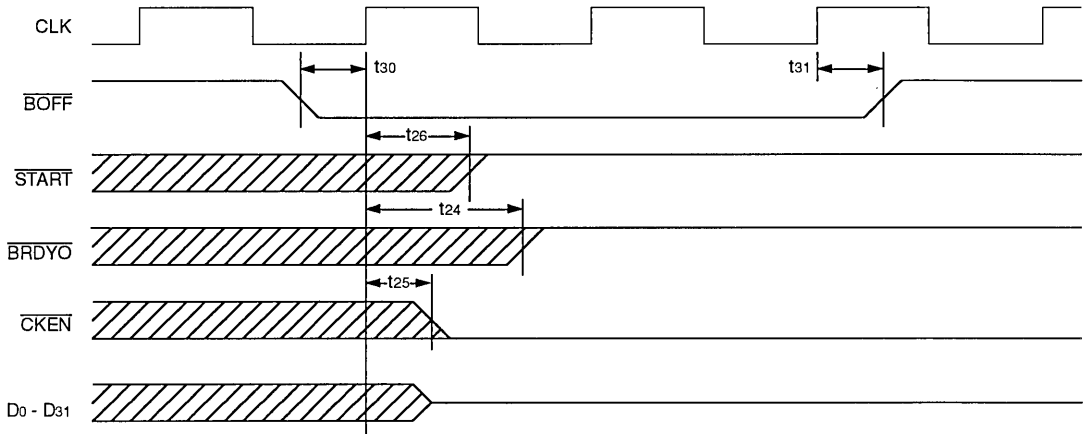 CLK
t30
t31
BOFF
t26
START
t24
BRDYO
t25
CKEN
D0 - D31